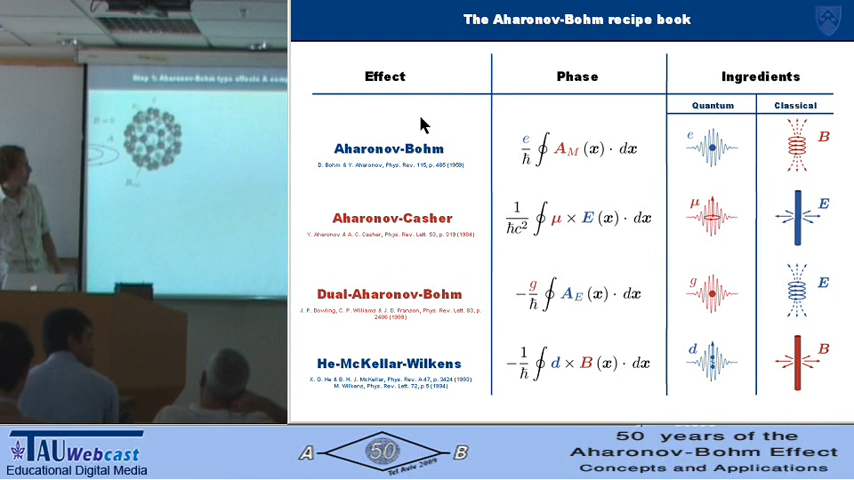 The Aharonov-Bohm recipe book
Effect Phase Ingredients
Quantum Classical
Aharonov-Bohm
D. Bohm & Y. Aharonov, Phys. Rev. 115, p. 485 (1959)
e/ħ ∮ A_M (x) · dx
e B
Aharonov-Casher
Y. Aharonov & A. C. Casher, Phys. Rev. Lett. 53, p. 319 (1984)
1/ħc² ∮ μ × E (x) · dx
μ E
Dual-Aharonov-Bohm
J. P. Dowling, C. P. Williams & J. D. Franson, Phys. Rev. Lett. 83, p.
2486 (1999)
−g/ħ ∮ A_E (x) · dx
g E
He-McKellar-Wilkens
X. G. He & B. H. J. McKellar, Phys. Rev. A 47, p. 3424 (1993)
M. Wilkens, Phys. Rev. Lett. 72, p. 5 (1994)
−1/ħ ∮ d × B (x) · dx
d B
TAUWebcast
Educational Digital Media
A 50 B
Tel Aviv 2009
50 years of the
Aharonov-Bohm Effect
Concepts and Applications